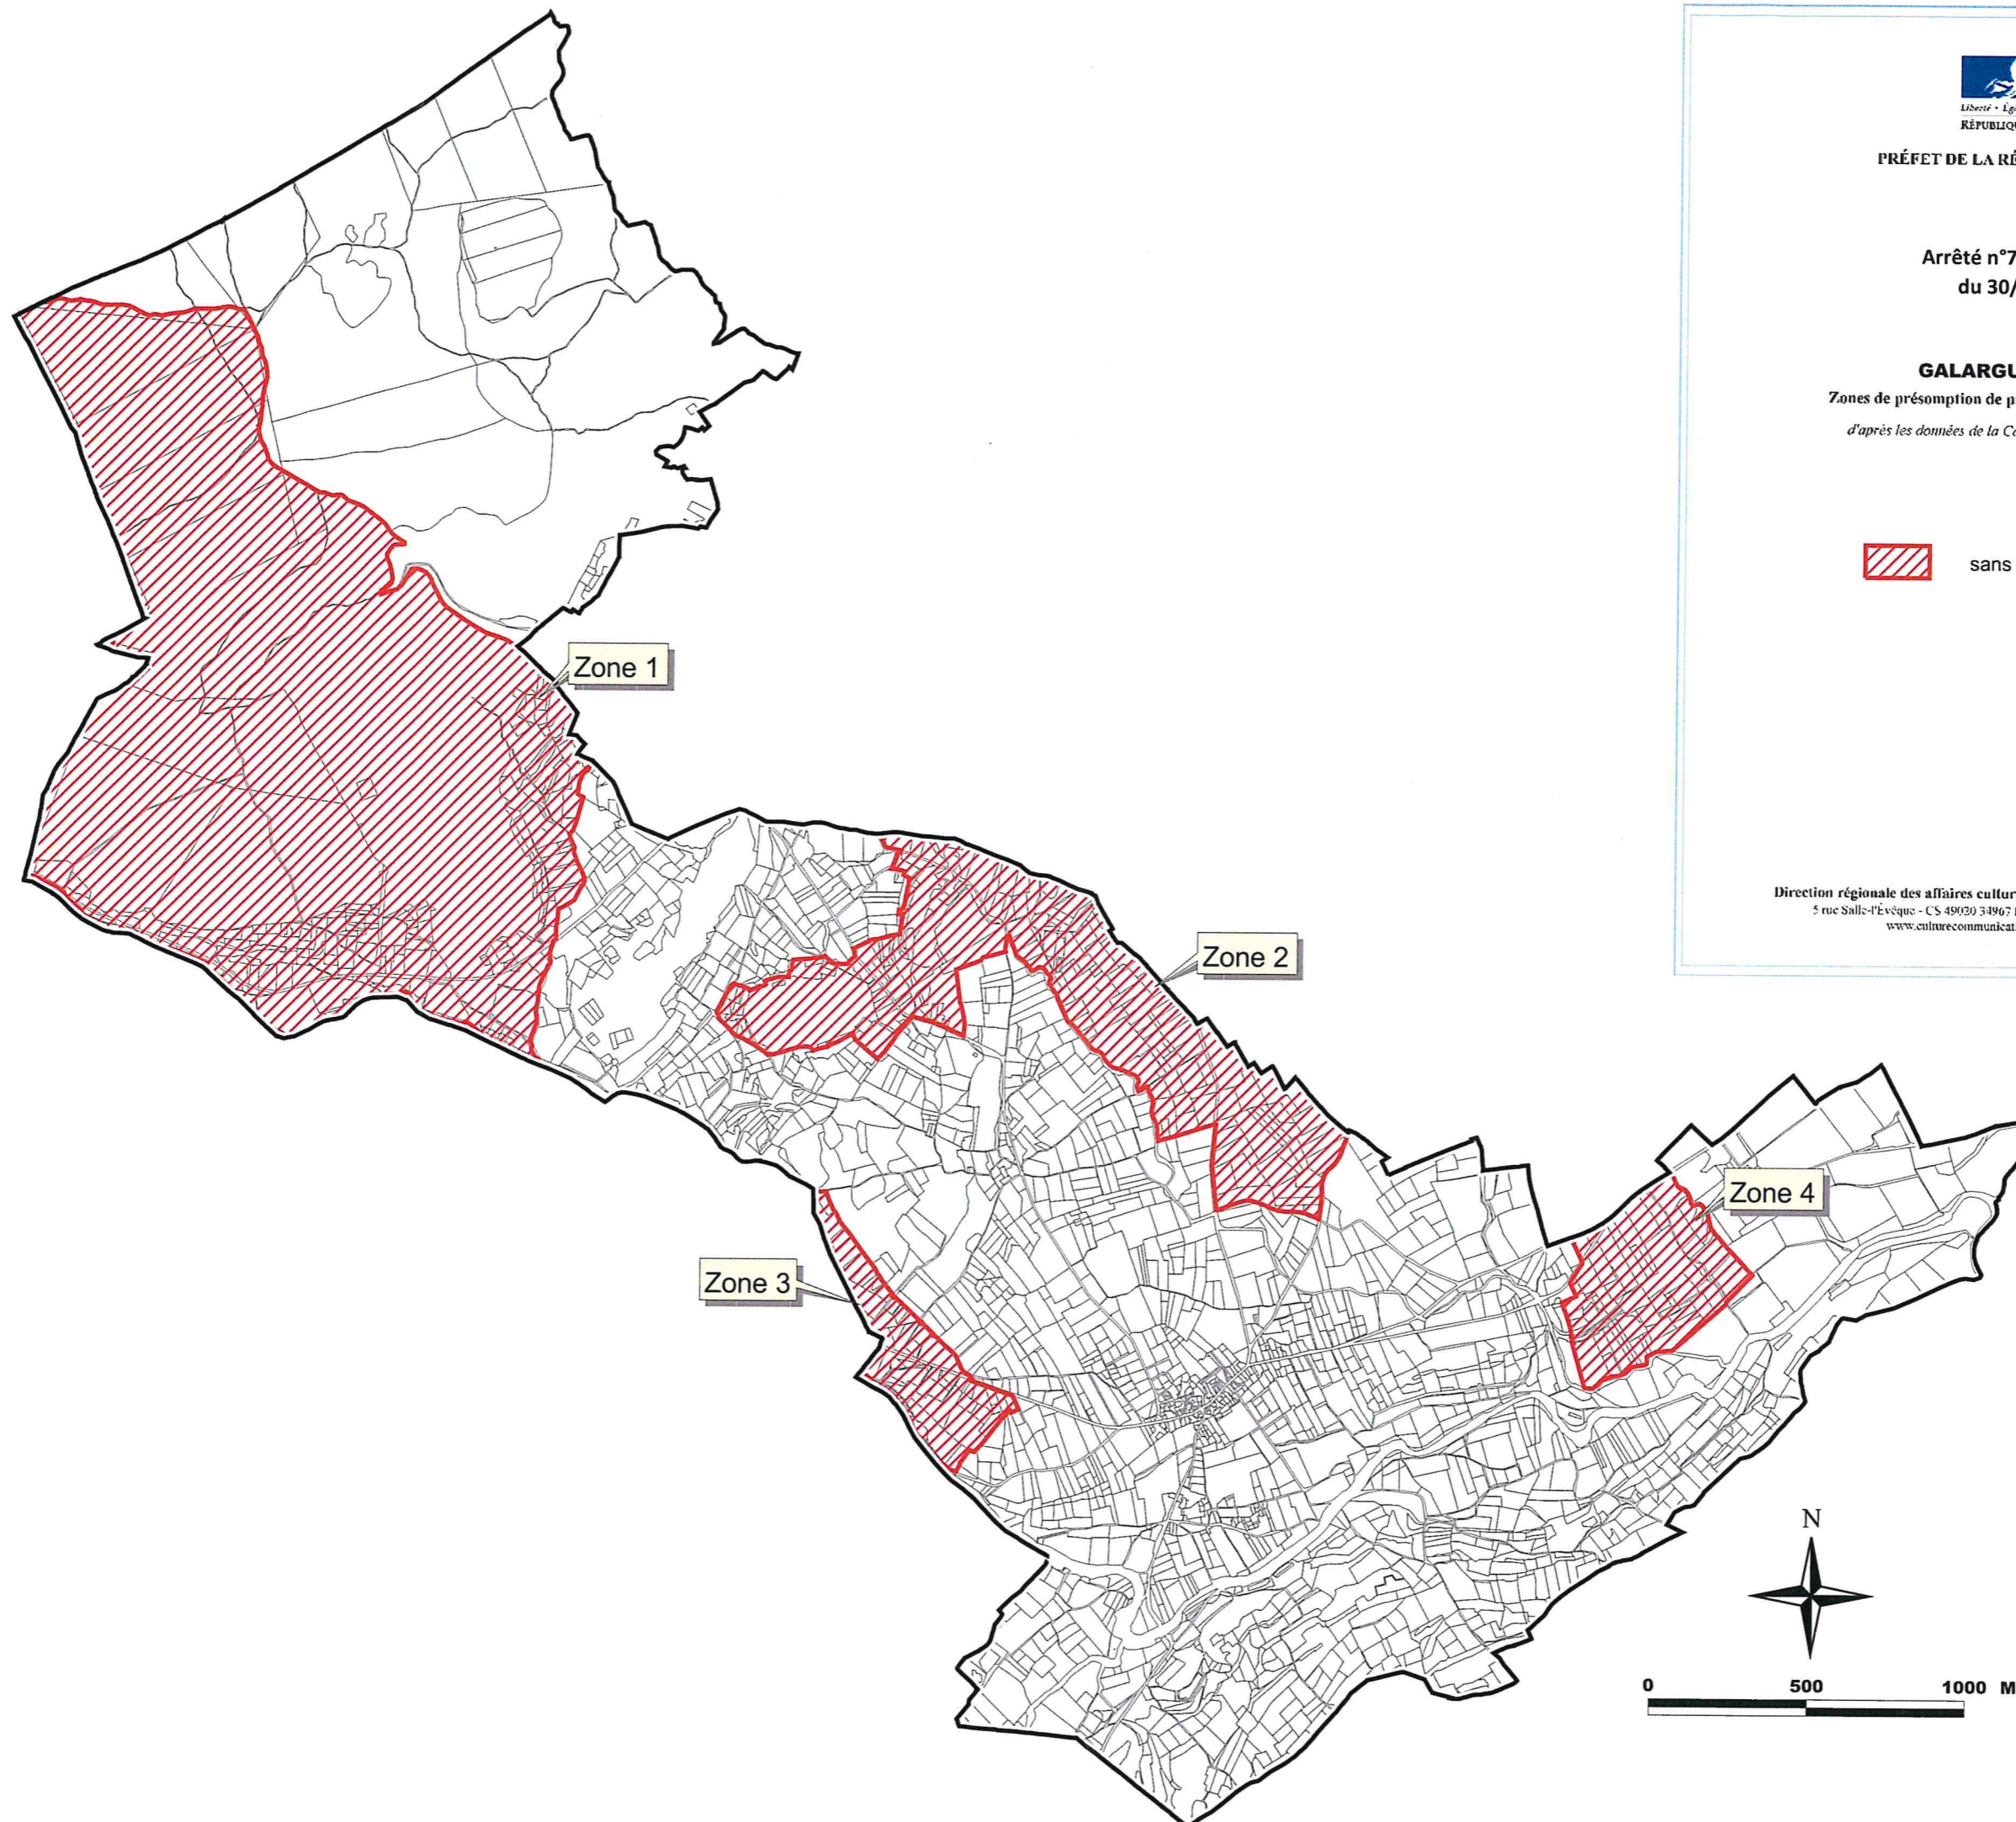 Liberté • Ég
RÉPUBLIQU
PRÉFET DE LA RÉ
Arrêté n°7
du 30/
GALARGU
Zones de présomption de p
d'après les données de la C
sans
Direction régionale des affaires cultur
5 rue Salle-l'Évêque - CS 49020 34967
www.culturecommunicat
Zone 1
Zone 2
Zone 3
Zone 4
N
0 500 1000 M